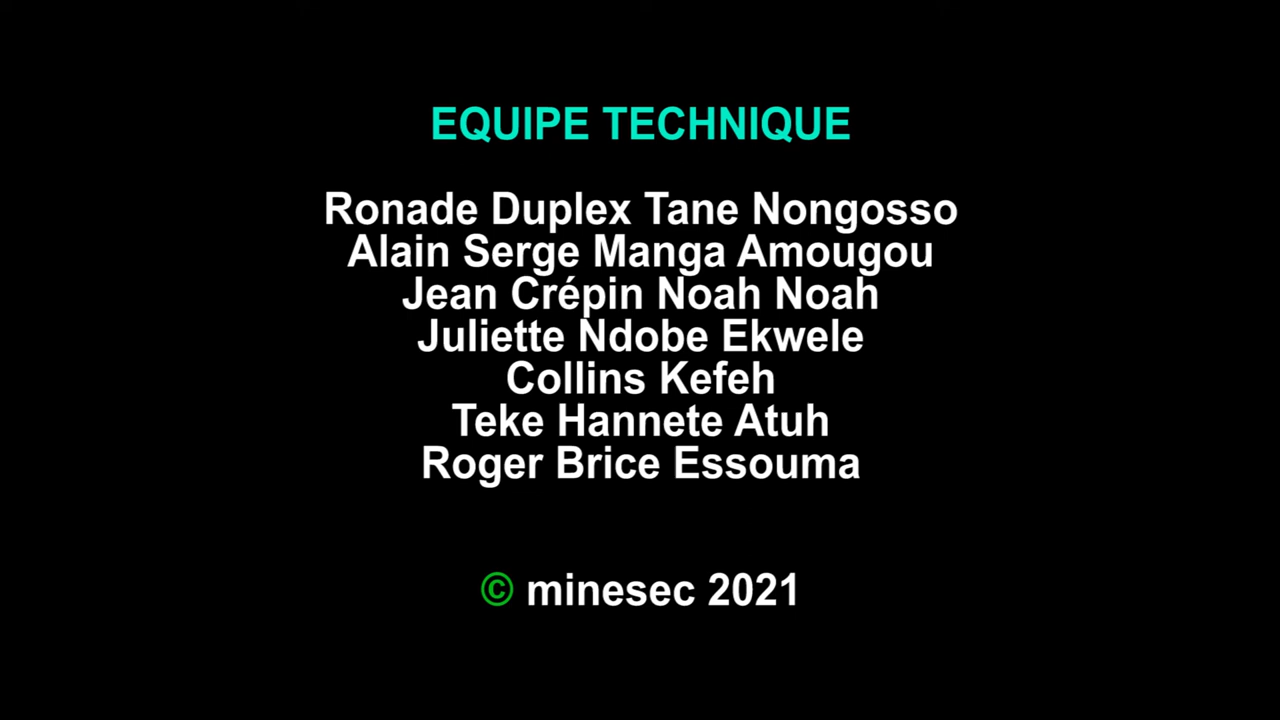 EQUIPE TECHNIQUE
Ronade Duplex Tane Nongosso
Alain Serge Manga Amougou
Jean Crépin Noah Noah
Juliette Ndobe Ekwele
Collins Kefeh
Teke Hannete Atuh
Roger Brice Essouma
© minesec 2021